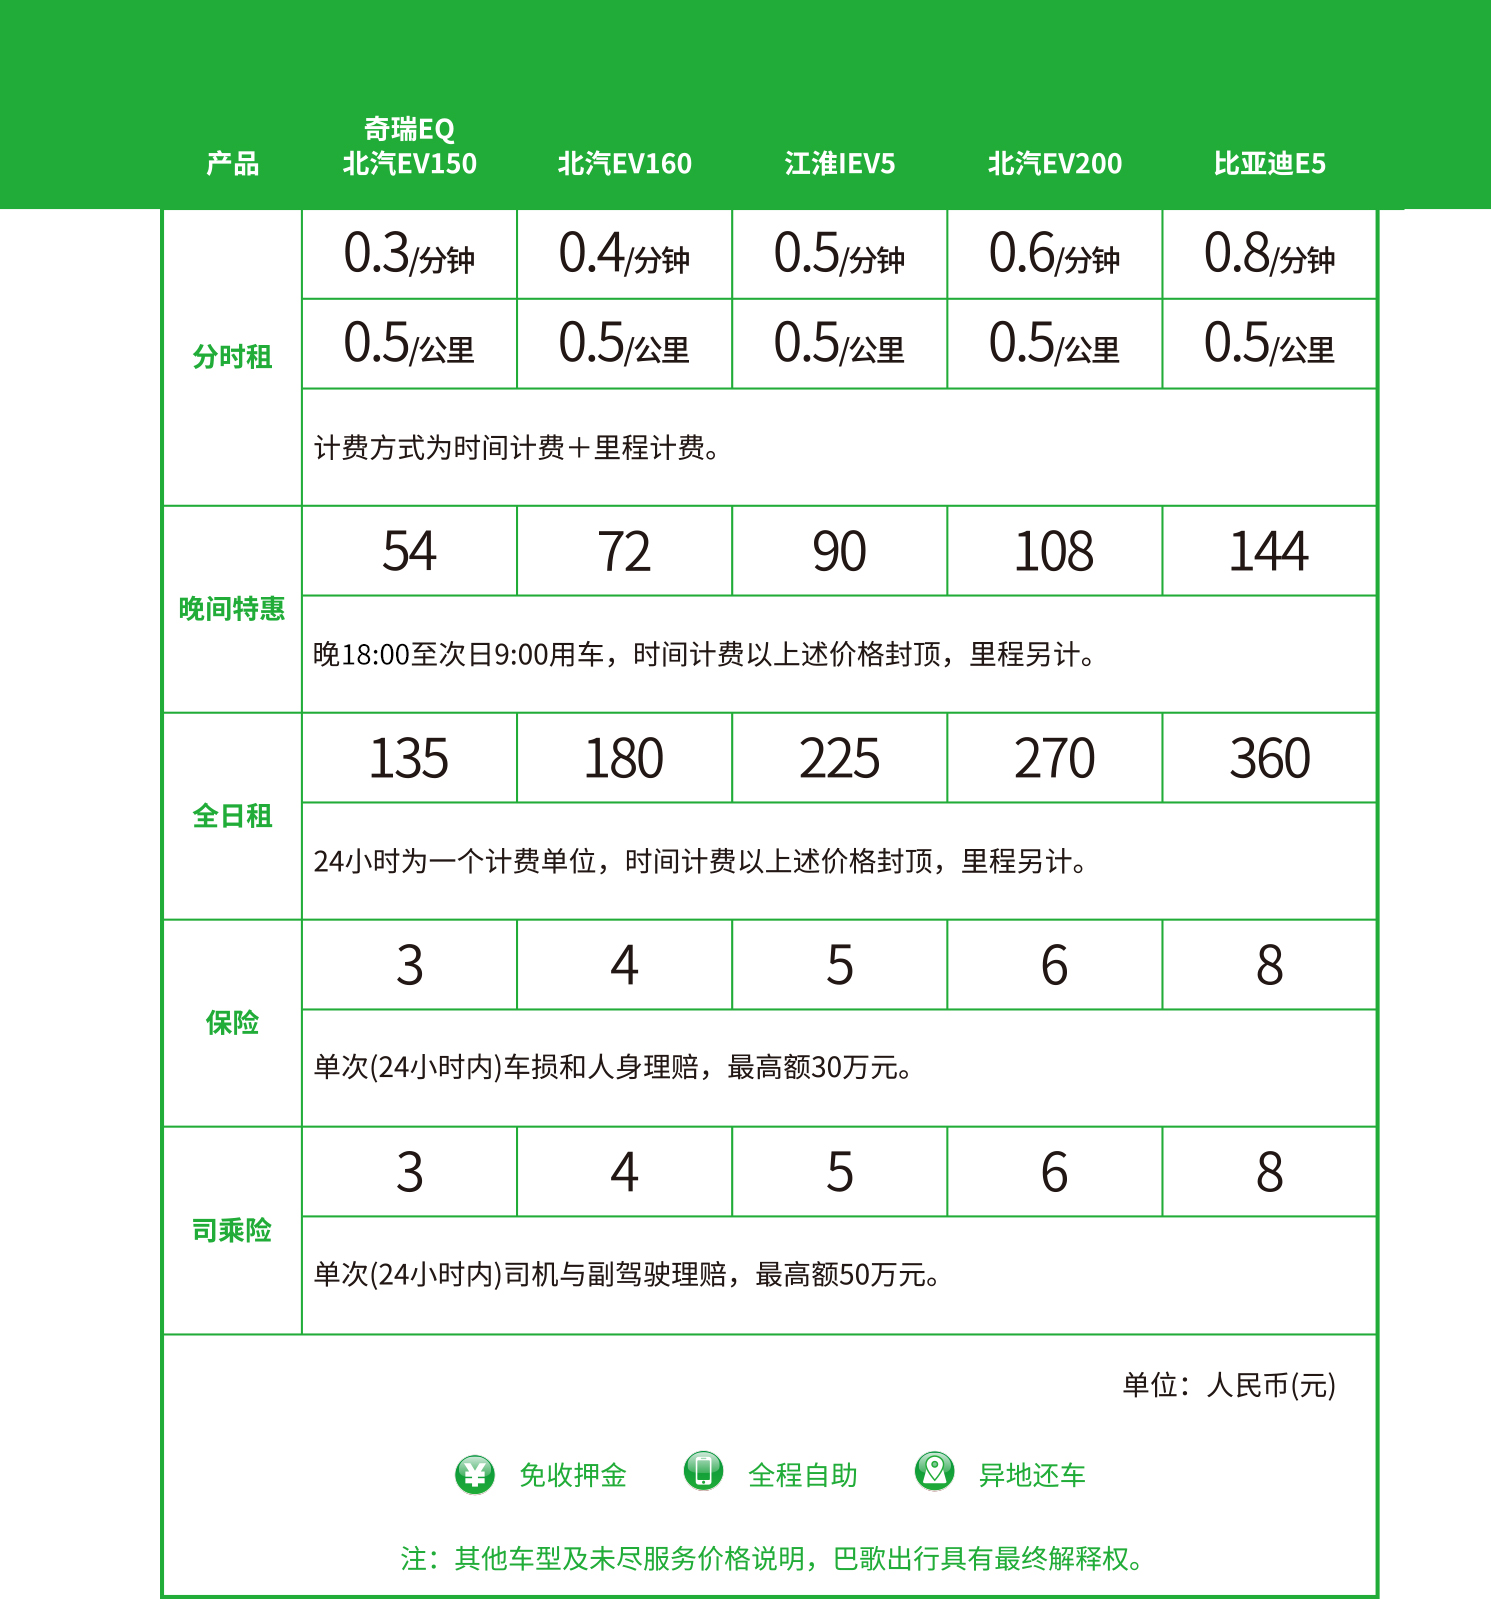 产品 奇瑞EQ 北汽EV150 北汽EV160 江淮IEV5 北汽EV200 比亚迪E5
分时租
0.3/分钟 0.4/分钟 0.5/分钟 0.6/分钟 0.8/分钟
0.5/公里 0.5/公里 0.5/公里 0.5/公里 0.5/公里
计费方式为时间计费＋里程计费。
晚间特惠
54 72 90 108 144
晚18:00至次日9:00用车，时间计费以上述价格封顶，里程另计。
全日租
135 180 225 270 360
24小时为一个计费单位，时间计费以上述价格封顶，里程另计。
保险
3 4 5 6 8
单次(24小时内)车损和人身理赔，最高额30万元。
司乘险
3 4 5 6 8
单次(24小时内)司机与副驾驶理赔，最高额50万元。
单位：人民币(元)
¥ 免收押金 全程自助 异地还车
注：其他车型及未尽服务价格说明，巴歌出行具有最终解释权。